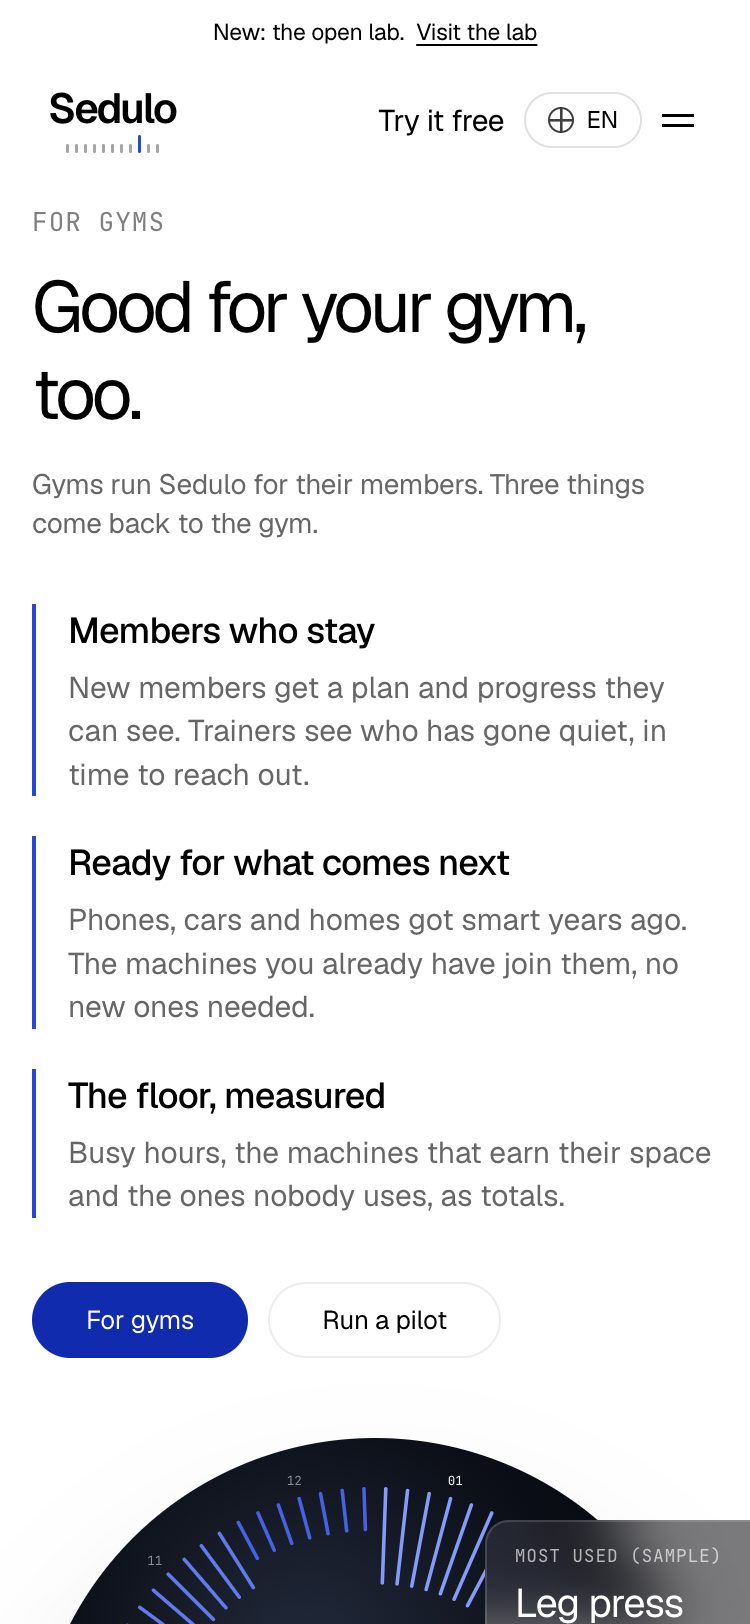 New: the open lab. Visit the lab
Sedulo
Try it free
EN
FOR GYMS
Good for your gym,
too.
Gyms run Sedulo for their members. Three things
come back to the gym.
Members who stay
New members get a plan and progress they
can see. Trainers see who has gone quiet, in
time to reach out.
Ready for what comes next
Phones, cars and homes got smart years ago.
The machines you already have join them, no
new ones needed.
The floor, measured
Busy hours, the machines that earn their space
and the ones nobody uses, as totals.
For gyms
Run a pilot
12
01
11
MOST USED (SAMPLE)
Leg press